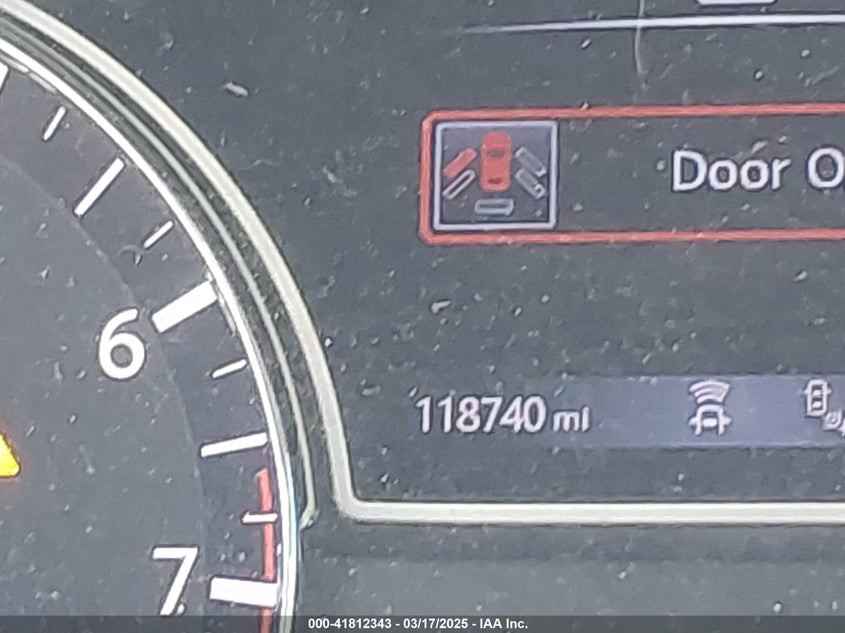 Door O
6
118740 mi
7
000-41812343 - 03/17/2025 - IAA Inc.